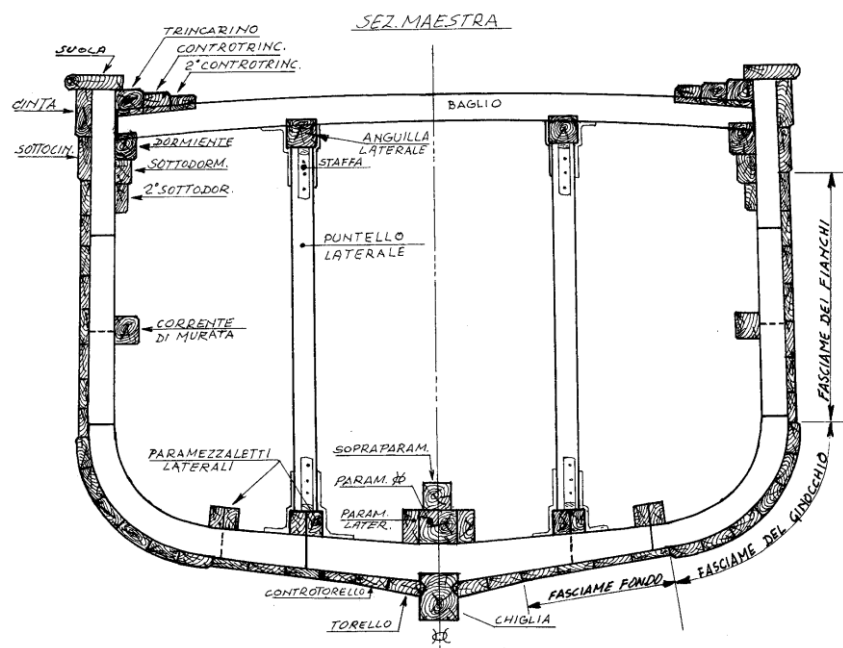 SEZ. MAESTRA
TRINCARINO
CONTROTRINC.
2° CONTROTRINC.
SUOLA
CINTA
BAGLIO
DORMIENTE
ANGUILLA
LATERALE
SOTTOCIN.
SOTTODORM.
STAFFA
2° SOTTODOR.
PUNTELLO
LATERALE
FASCIAME DEI FIANCHI
CORRENTE
DI MURATA
SOPRAPARAM.
PARAMEZZALETTI
LATERALI
PARAM.
PARAM.
LATER.
FASCIAME DEL GINOCCHIO
FASCIAME FONDO
CONTROTORELLO
TORELLO
CHIGLIA